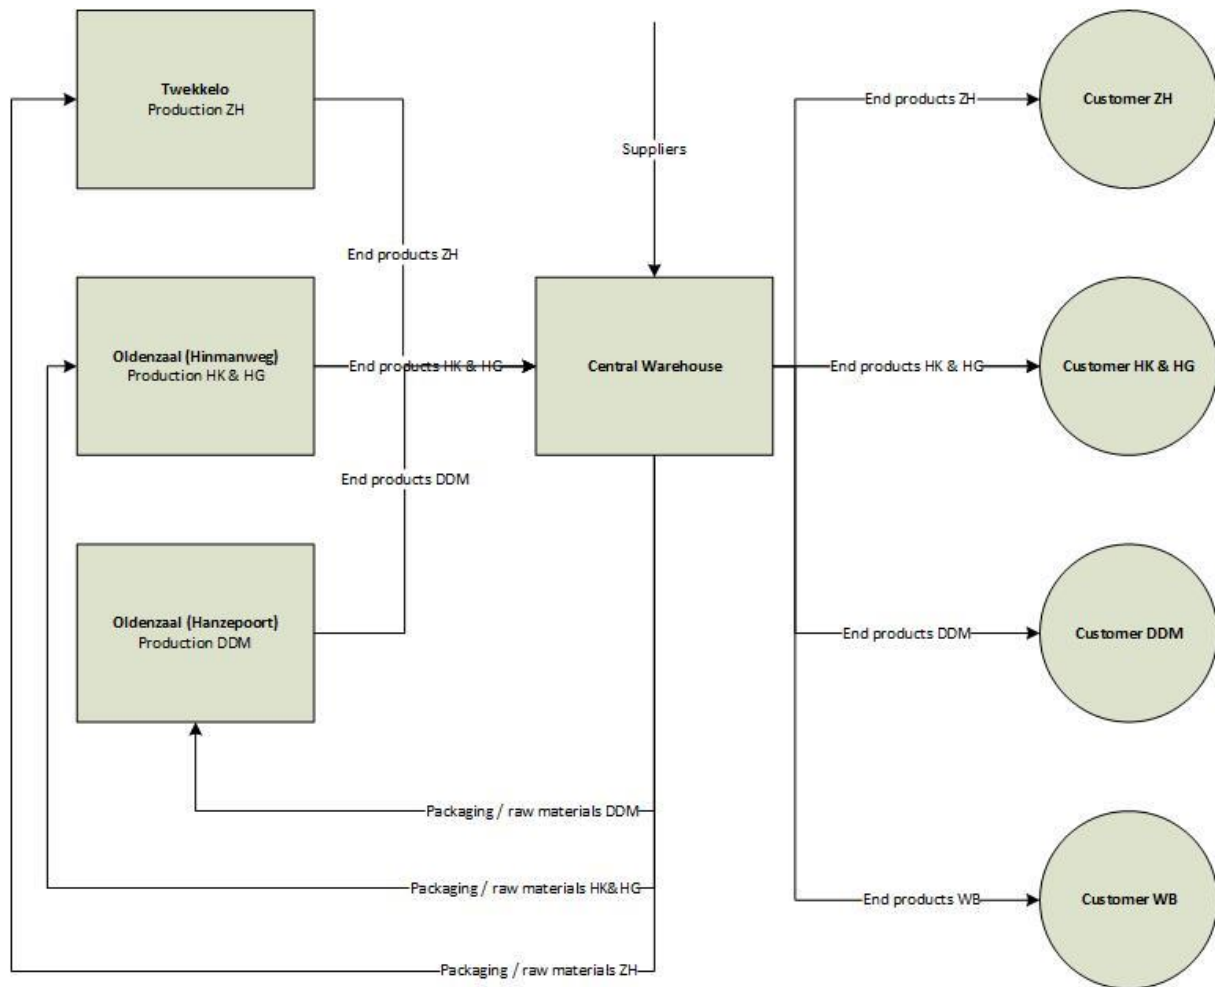 Twekkelo
Production ZH
End products ZH
Customer ZH
Suppliers
End products ZH
Oldenzaal (Hinmanweg)
Production HK & HG
End products HK & HG
Central Warehouse
End products HK & HG
Customer HK & HG
End products DDM
Oldenzaal (Hanzepoort)
Production DDM
End products DDM
Customer DDM
Packaging / raw materials DDM
Packaging / raw materials HK&HG
End products WB
Customer WB
Packaging / raw materials ZH